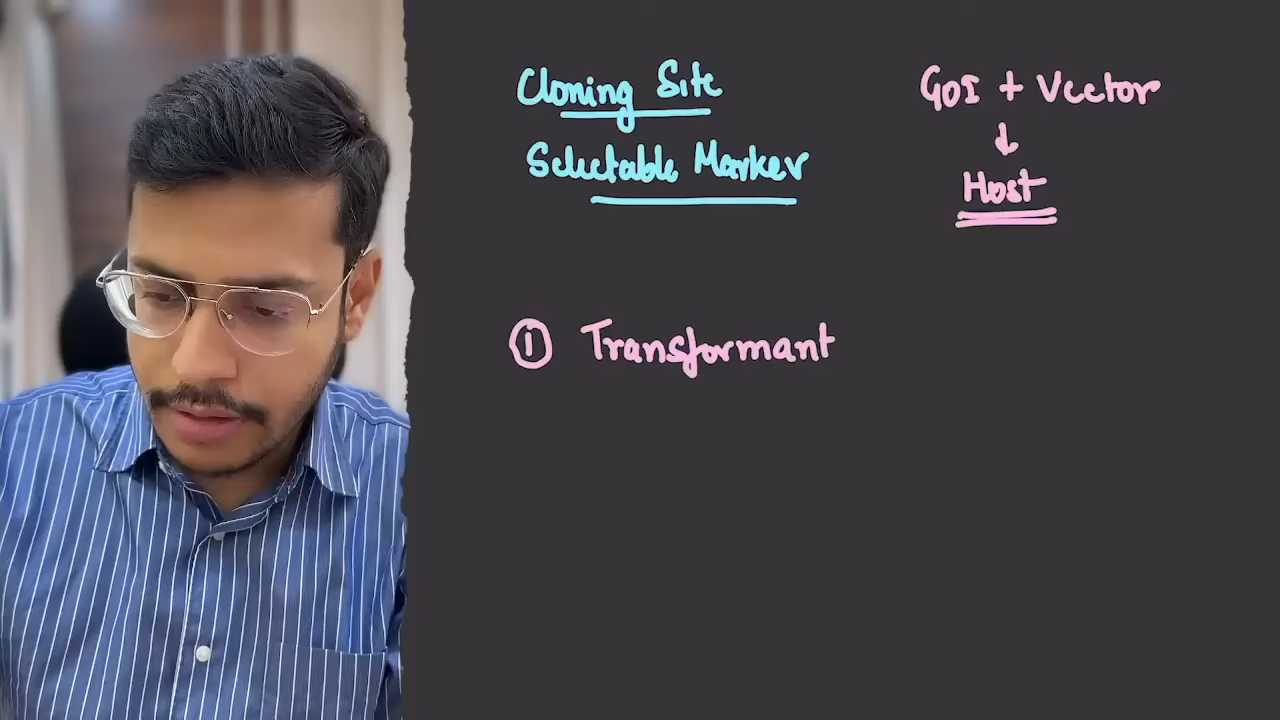 Cloning Site
Selectable Marker
GOI + Vector
↓
Host
① Transformant